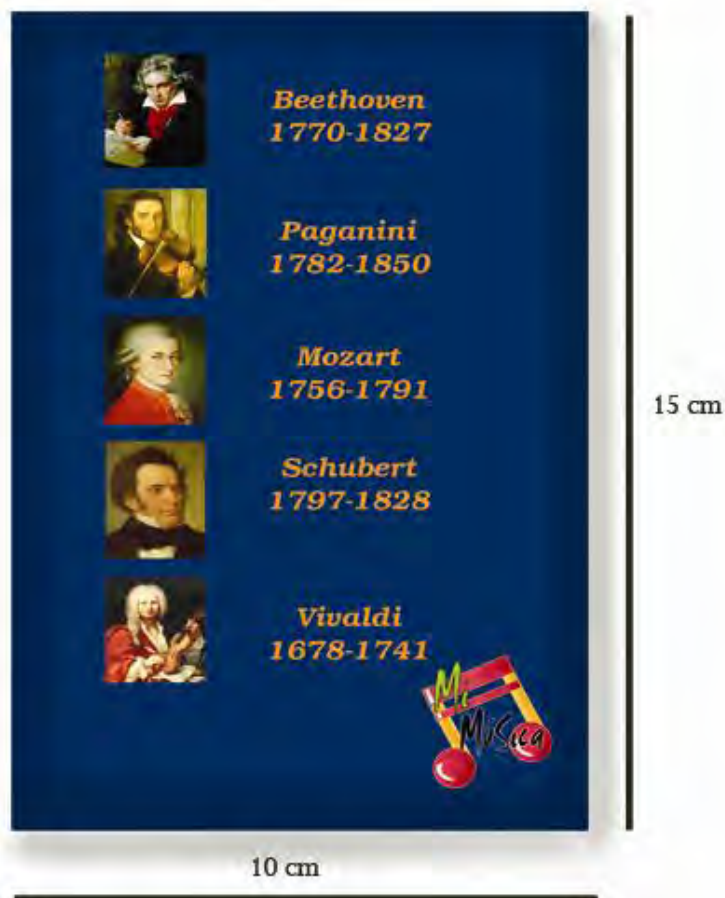 Beethoven
1770-1827
Paganini
1782-1850
Mozart
1756-1791
Schubert
1797-1828
Vivaldi
1678-1741
Mi
Música
15 cm
10 cm